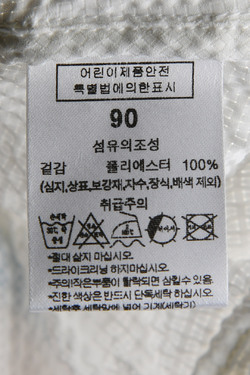 어린이제품안전
특별법에의한표시
90
섬유의조성
겉감 폴리에스터 100%
(심지,상표,보강재,자수,장식,배색 제외)
취급주의
*절대 삶지 마십시오.
*드라이크리닝 하지마십시오.
*주의작은부품이 함락되면 삼킬수 있음.
*진한 색상은 반드시 단독세탁 하십시오.